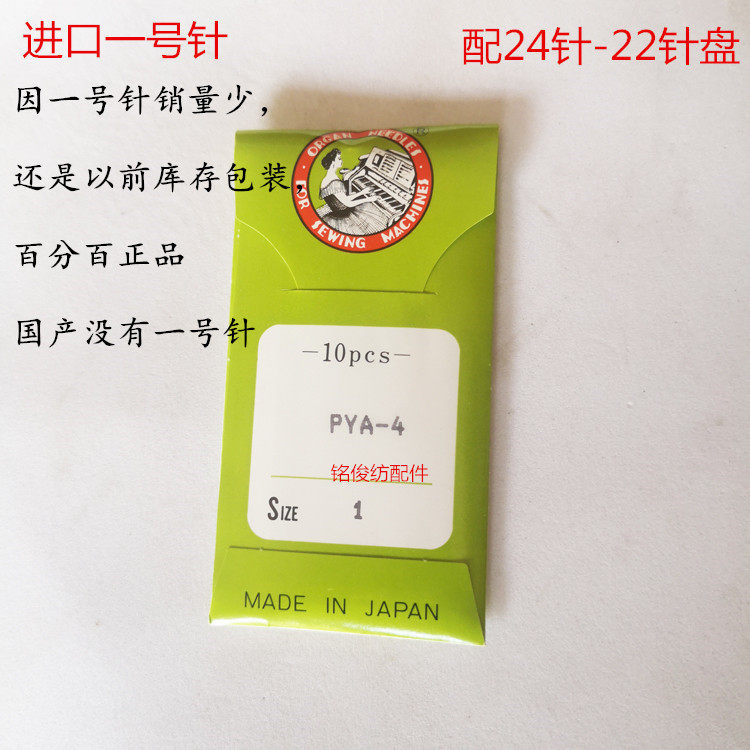 进口一号针
配24针-22针盘
因一号针销量少，
还是以前库存包装，
百分百正品
国产没有一号针
ORGAN NEEDLES
FOR SEWING MACHINES
®
-10pcs-
PYA-4
铭俊纺配件
SIZE 1
MADE IN JAPAN